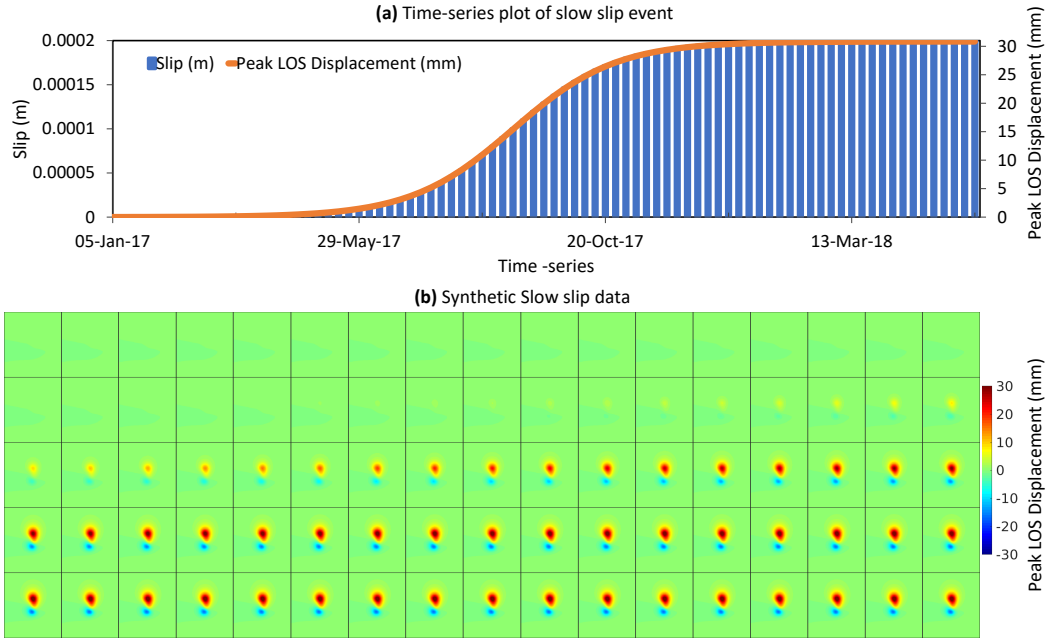 (a) Time-series plot of slow slip event
Slip (m)
0.0002
0.00015
0.0001
0.00005
0
Slip (m) Peak LOS Displacement (mm)
30
25
20
15
10
5
0
Peak LOS Displacement (mm)
05-Jan-17 29-May-17 20-Oct-17 13-Mar-18
Time -series
(b) Synthetic Slow slip data
30
20
10
0
-10
-20
-30
Peak LOS Displacement (mm)